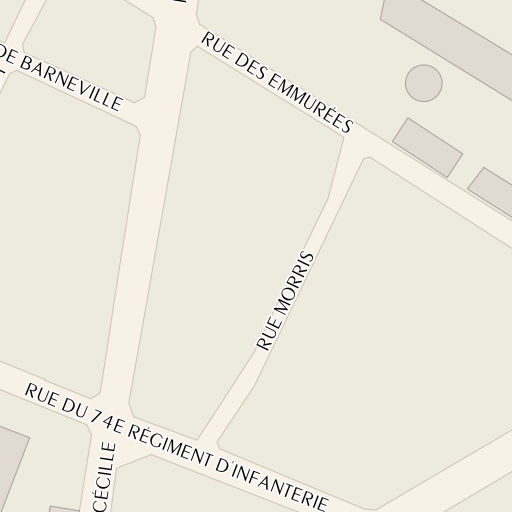 DE BARNEVILLE
RUE DES EMMURÉES
RUE MORRIS
RUE DU 74E RÉGIMENT D'INFANTERIE
CÉCILLE